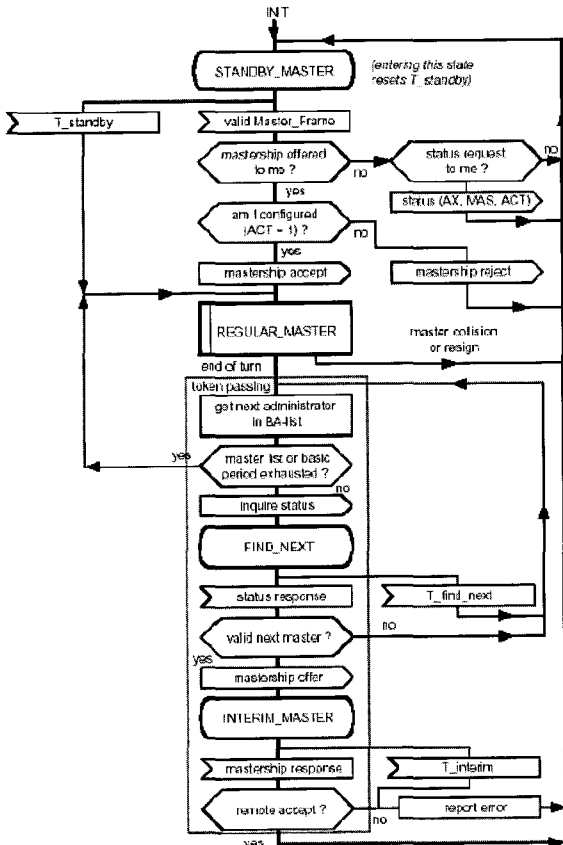 INT
STANDBY_MASTER
(entering this state
resets T_standby)
T_standby
valid Master_Frame
mastership offered
to me ?
no
status request
to me ?
no
yes
status (AX, MAS, ACT)
am I configured
(ACT = 1) ?
no
yes
mastership accept
mastership reject
REGULAR_MASTER
master collision
or resign
end of turn
token passing
get next administrator
in BA-list
yes
master list or basic
period exhausted ?
no
inquire status
FIND_NEXT
status response
T_find_next
valid next master ?
no
yes
mastership offer
INTERIM_MASTER
mastership response
T_interim
remote accept ?
no
report error
yes